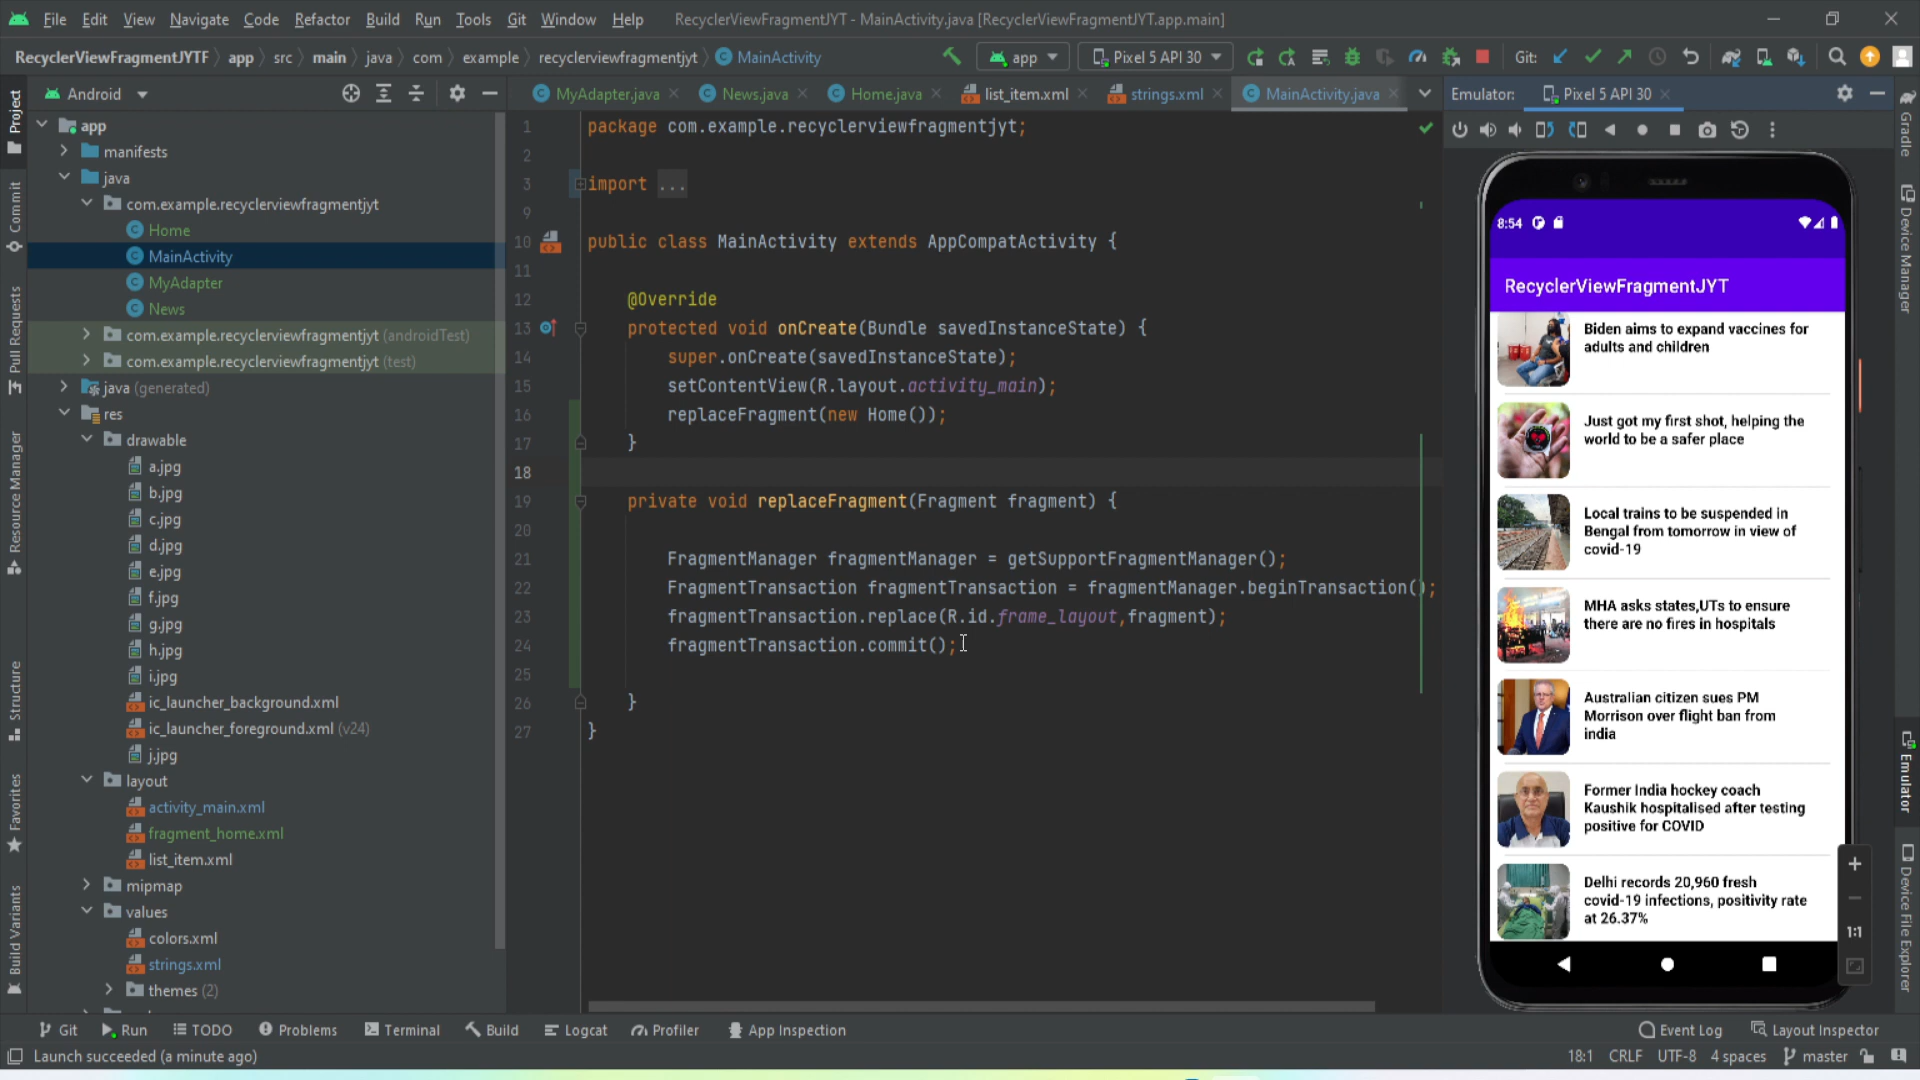 File Edit View Navigate Code Refactor Build Run Tools Git Window Help RecyclerViewFragmentJYT - MainActivity.java [RecyclerViewFragmentJYT.app.main]
RecyclerViewFragmentJYTF app src main java com example recyclerviewfragmentjyt MainActivity app Pixel 5 API 30 Git:
Android MyAdapter.java News.java Home.java list_item.xml strings.xml MainActivity.java Emulator: Pixel 5 API 30
Project
Commit
Pull Requests
Resource Manager
Structure
Favorites
Build Variants
app
manifests
java
com.example.recyclerviewfragmentjyt
Home
MainActivity
MyAdapter
News
com.example.recyclerviewfragmentjyt (androidTest)
com.example.recyclerviewfragmentjyt (test)
java (generated)
res
drawable
a.jpg
b.jpg
c.jpg
d.jpg
e.jpg
f.jpg
g.jpg
h.jpg
i.jpg
ic_launcher_background.xml
ic_launcher_foreground.xml (v24)
j.jpg
layout
activity_main.xml
fragment_home.xml
list_item.xml
mipmap
values
colors.xml
strings.xml
themes (2)
1 package com.example.recyclerviewfragmentjyt;
2
3 import ...
9
10 public class MainActivity extends AppCompatActivity {
11
12 @Override
13 protected void onCreate(Bundle savedInstanceState) {
14 super.onCreate(savedInstanceState);
15 setContentView(R.layout.activity_main);
16 replaceFragment(new Home());
17 }
18
19 private void replaceFragment(Fragment fragment) {
20
21 FragmentManager fragmentManager = getSupportFragmentManager();
22 FragmentTransaction fragmentTransaction = fragmentManager.beginTransaction();
23 fragmentTransaction.replace(R.id.frame_layout,fragment);
24 fragmentTransaction.commit();
25
26 }
27 }
8:54
RecyclerViewFragmentJYT
Biden aims to expand vaccines for
adults and children
Just got my first shot, helping the
world to be a safer place
Local trains to be suspended in
Bengal from tomorrow in view of
covid-19
MHA asks states,UTs to ensure
there are no fires in hospitals
Australian citizen sues PM
Morrison over flight ban from
india
Former India hockey coach
Kaushik hospitalised after testing
positive for COVID
Delhi records 20,960 fresh
covid-19 infections, positivity rate
at 26.37%
1:1
Gradle
Device Manager
Emulator
Device File Explorer
Git Run TODO Problems Terminal Build Logcat Profiler App Inspection Event Log Layout Inspector
Launch succeeded (a minute ago) 18:1 CRLF UTF-8 4 spaces master